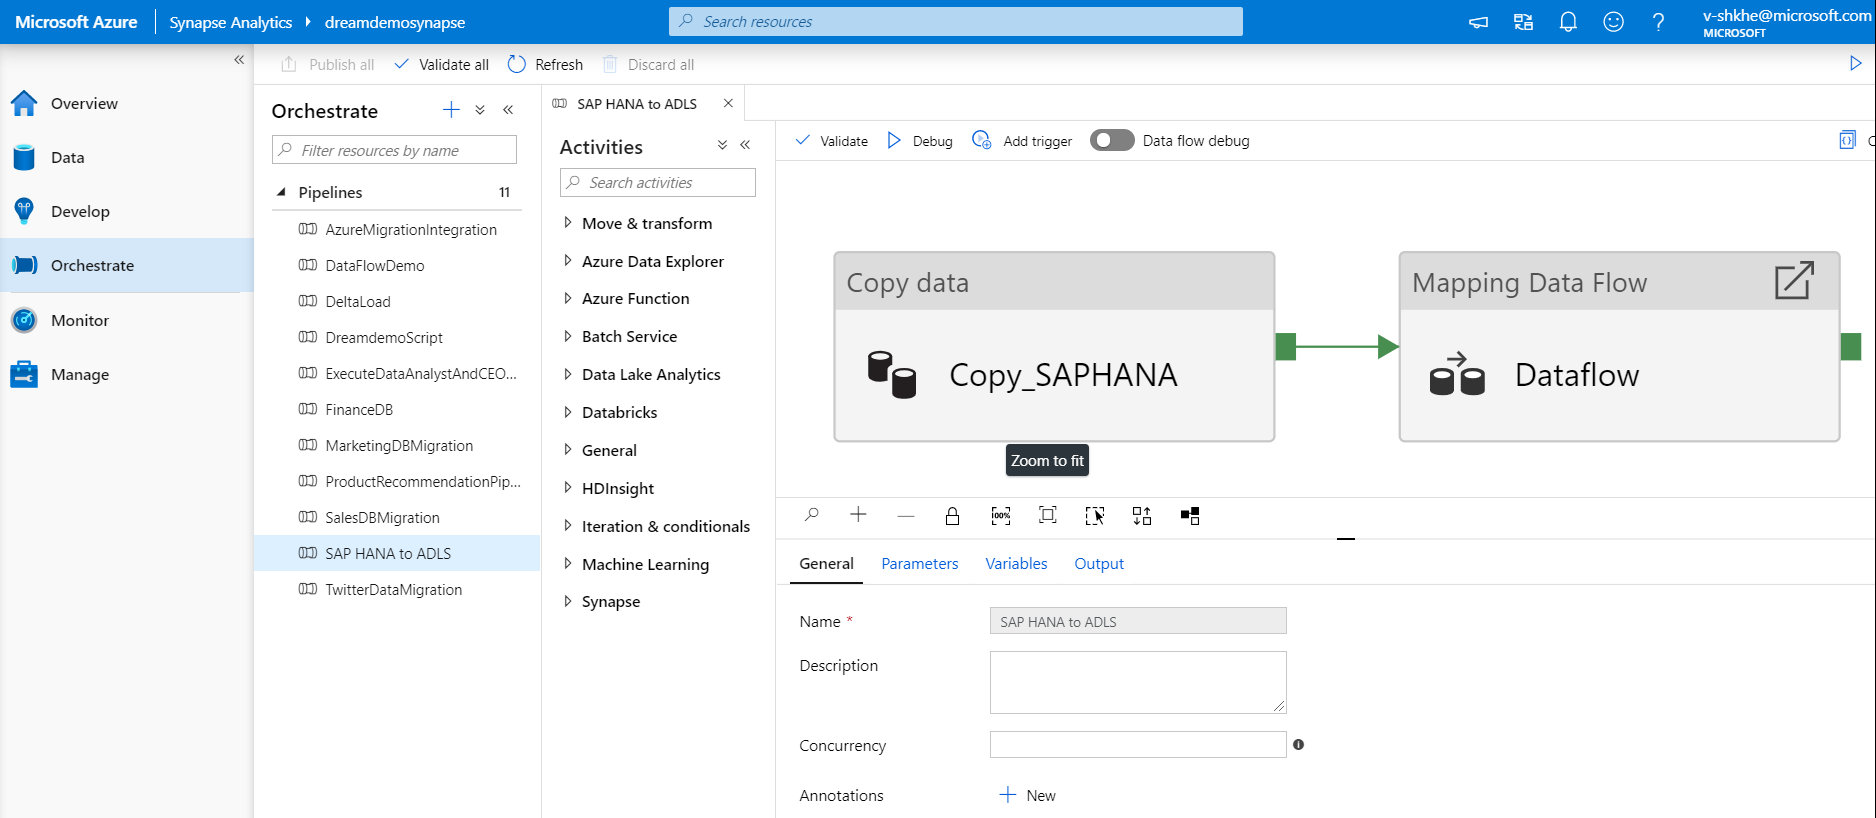 Microsoft Azure
Synapse Analytics
dreamdemosynapse
Search resources
v-shkhe@microsoft.com
MICROSOFT
Overview
Data
Develop
Orchestrate
Monitor
Manage
Publish all
Validate all
Refresh
Discard all
Orchestrate
Filter resources by name
Pipelines 11
AzureMigrationIntegration
DataFlowDemo
DeltaLoad
DreamdemoScript
ExecuteDataAnalystAndCEO...
FinanceDB
MarketingDBMigration
ProductRecommendationPip...
SalesDBMigration
SAP HANA to ADLS
TwitterDataMigration
SAP HANA to ADLS
Activities
Search activities
Move & transform
Azure Data Explorer
Azure Function
Batch Service
Data Lake Analytics
Databricks
General
HDInsight
Iteration & conditionals
Machine Learning
Synapse
Validate
Debug
Add trigger
Data flow debug
Copy data
Copy_SAPHANA
Mapping Data Flow
Dataflow
Zoom to fit
100%
General
Parameters
Variables
Output
Name *
SAP HANA to ADLS
Description
Concurrency
Annotations
New